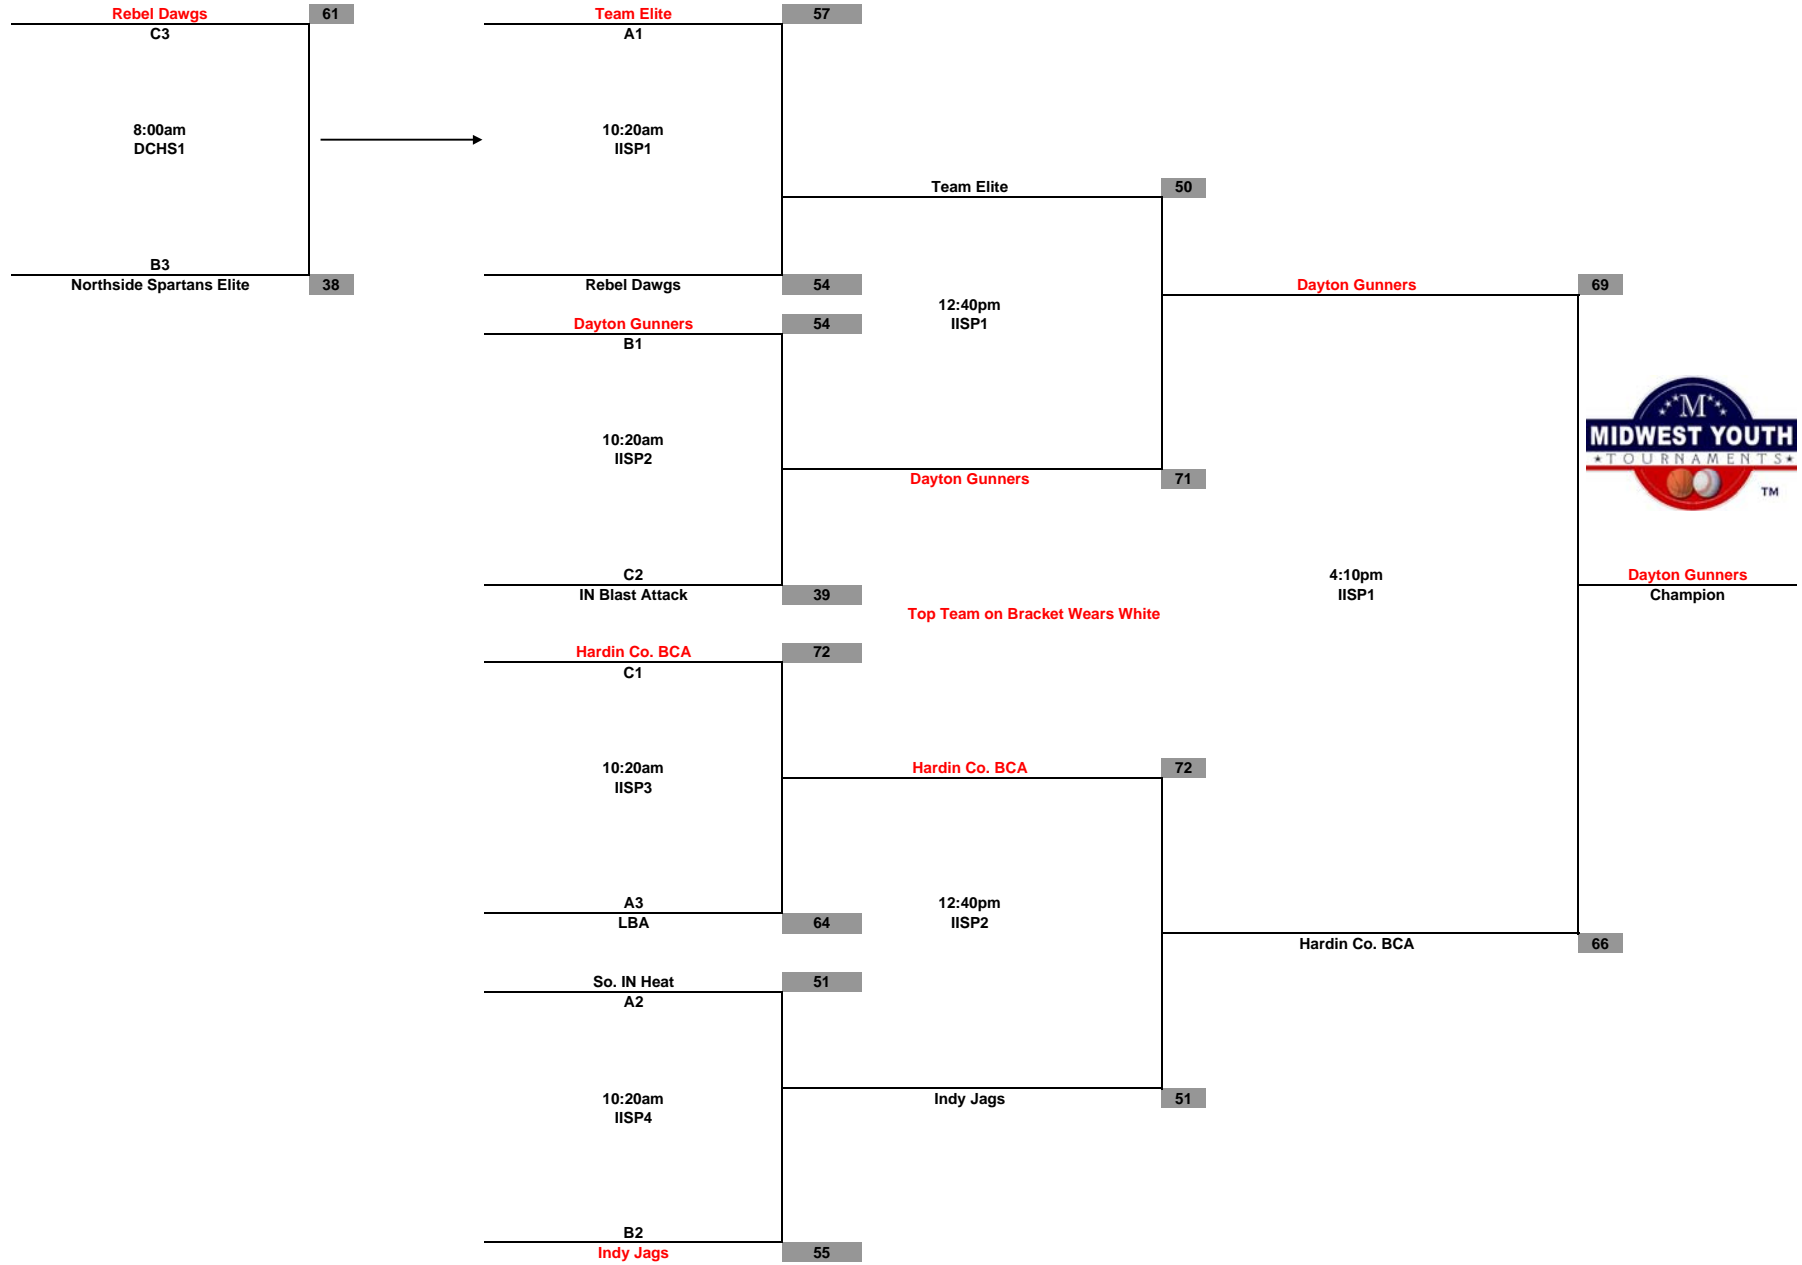 Rebel Dawgs 61
C3
8:00am
DCHS1
B3
Northside Spartans Elite 38
Team Elite 57
A1
10:20am
IISP1
Rebel Dawgs 54
Dayton Gunners 54
B1
10:20am
IISP2
C2
IN Blast Attack 39
Hardin Co. BCA 72
C1
10:20am
IISP3
A3
LBA 64
So. IN Heat 51
A2
10:20am
IISP4
B2
Indy Jags 55
Team Elite 50
12:40pm
IISP1
Dayton Gunners 71
Top Team on Bracket Wears White
Hardin Co. BCA 72
12:40pm
IISP2
Indy Jags 51
Dayton Gunners 69
4:10pm
IISP1
Hardin Co. BCA 66
M
MIDWEST YOUTH
TOURNAMENTS
TM
Dayton Gunners
Champion